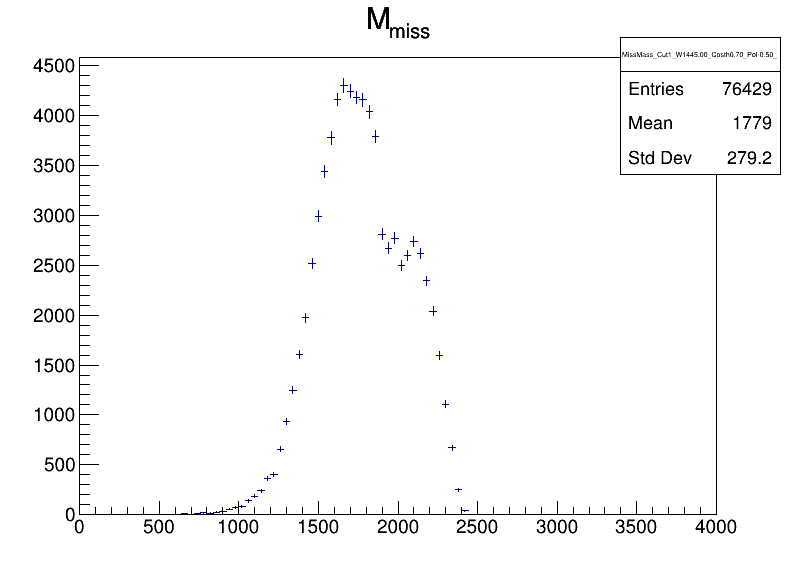 M_miss
MissMass_Cut1_W1445.00_Costh0.70_Pol-0.50_
Entries 76429
Mean 1779
Std Dev 279.2
4500
4000
3500
3000
2500
2000
1500
1000
500
0
0 500 1000 1500 2000 2500 3000 3500 4000